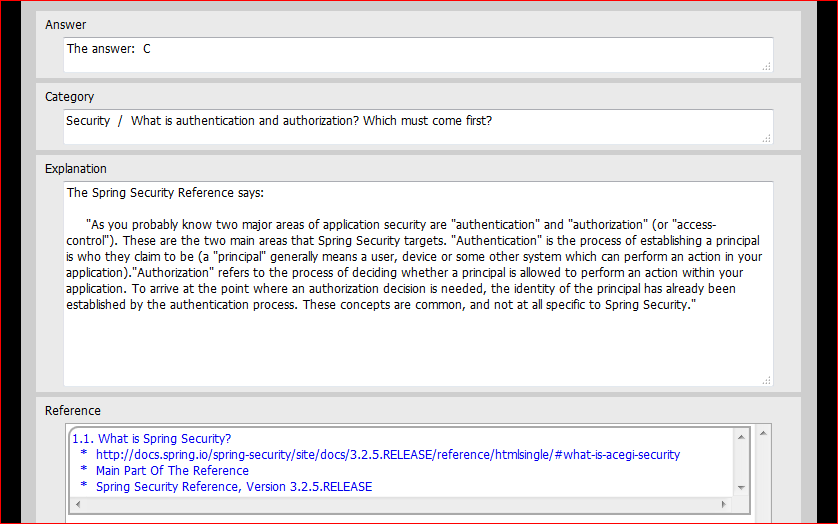 Answer
The answer:  C
Category
Security  /  What is authentication and authorization? Which must come first?
Explanation
The Spring Security Reference says:
"As you probably know two major areas of application security are "authentication" and "authorization" (or "access-
control"). These are the two main areas that Spring Security targets. "Authentication" is the process of establishing a principal
is who they claim to be (a "principal" generally means a user, device or some other system which can perform an action in your
application)."Authorization" refers to the process of deciding whether a principal is allowed to perform an action within your
application. To arrive at the point where an authorization decision is needed, the identity of the principal has already been
established by the authentication process. These concepts are common, and not at all specific to Spring Security."
Reference
1.1. What is Spring Security?
* http://docs.spring.io/spring-security/site/docs/3.2.5.RELEASE/reference/htmlsingle/#what-is-acegi-security
* Main Part Of The Reference
* Spring Security Reference, Version 3.2.5.RELEASE